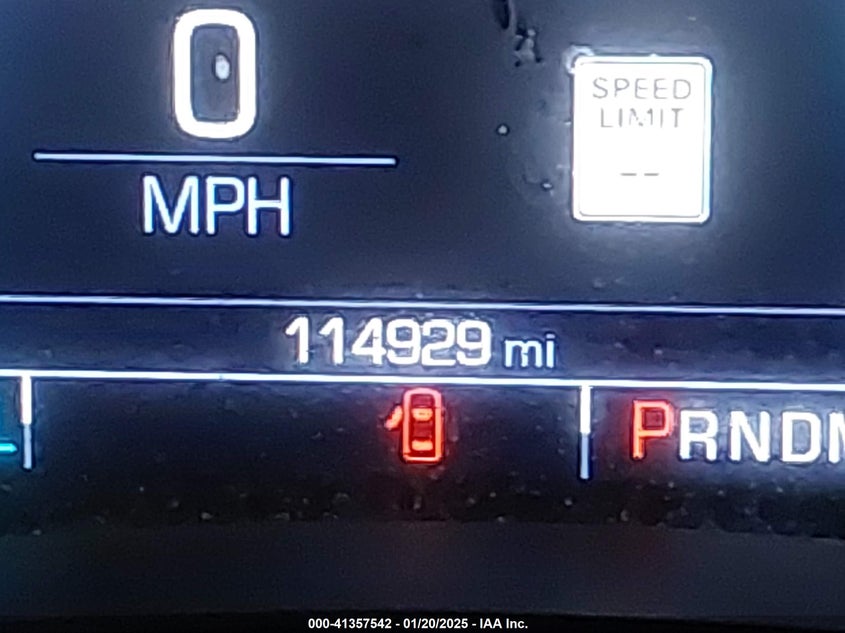 0
MPH
SPEED
LIMIT
--
114929 mi
PRNDM
000-41357542 - 01/20/2025 - IAA Inc.